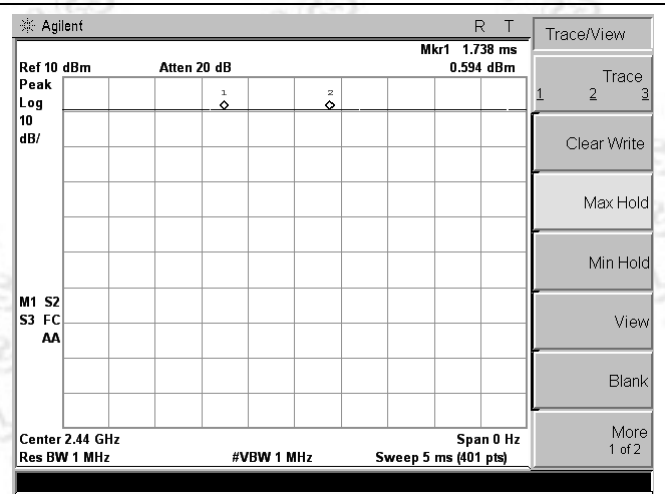 Agilent
R T
Mkr1 1.738 ms
Ref 10 dBm Atten 20 dB 0.594 dBm
Peak
Log
10
dB/
1 2
M1 S2
S3 FC
AA
Center 2.44 GHz Span 0 Hz
Res BW 1 MHz #VBW 1 MHz Sweep 5 ms (401 pts)
Trace/View
Trace
1 2 3
Clear Write
Max Hold
Min Hold
View
Blank
More
1 of 2